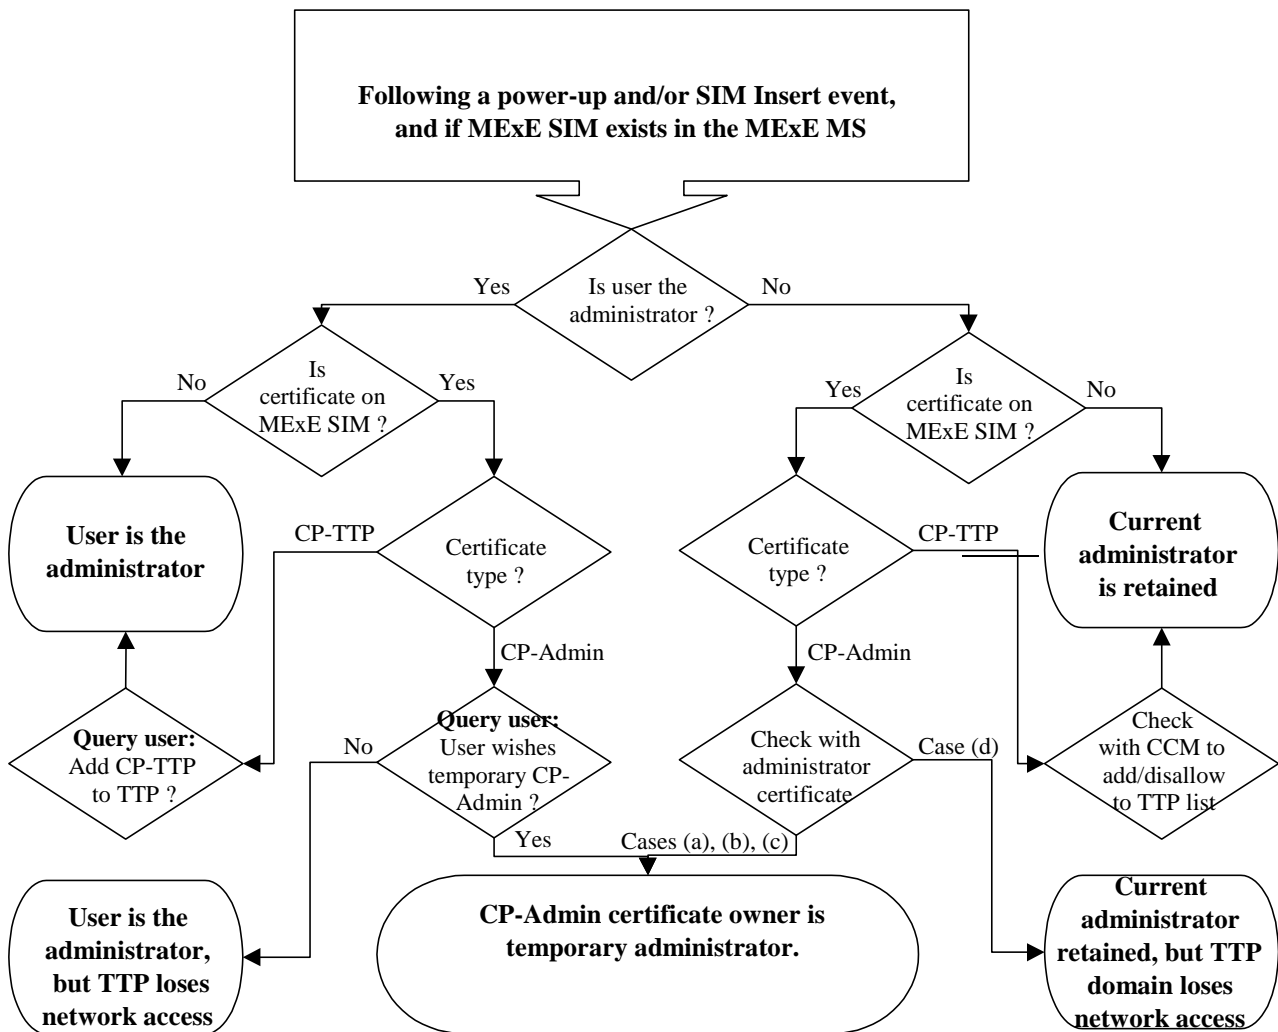 Following a power-up and/or SIM Insert event,
and if MExE SIM exists in the MExE MS
Yes
Is user the
administrator ?
No
No
Is
certificate on
MExE SIM ?
Yes
Yes
Is
certificate on
MExE SIM ?
No
User is the
administrator
CP-TTP
Certificate
type ?
Certificate
type ?
CP-TTP
Current
administrator
is retained
CP-Admin
CP-Admin
Query user:
Add CP-TTP
to TTP ?
No
Query user:
User wishes
temporary CP-
Admin ?
Check with
administrator
certificate
Case (d)
Check
with CCM to
add/disallow
to TTP list
Yes
Cases (a), (b), (c)
User is the
administrator,
but TTP loses
network access
CP-Admin certificate owner is
temporary administrator.
Current
administrator
retained, but TTP
domain loses
network access